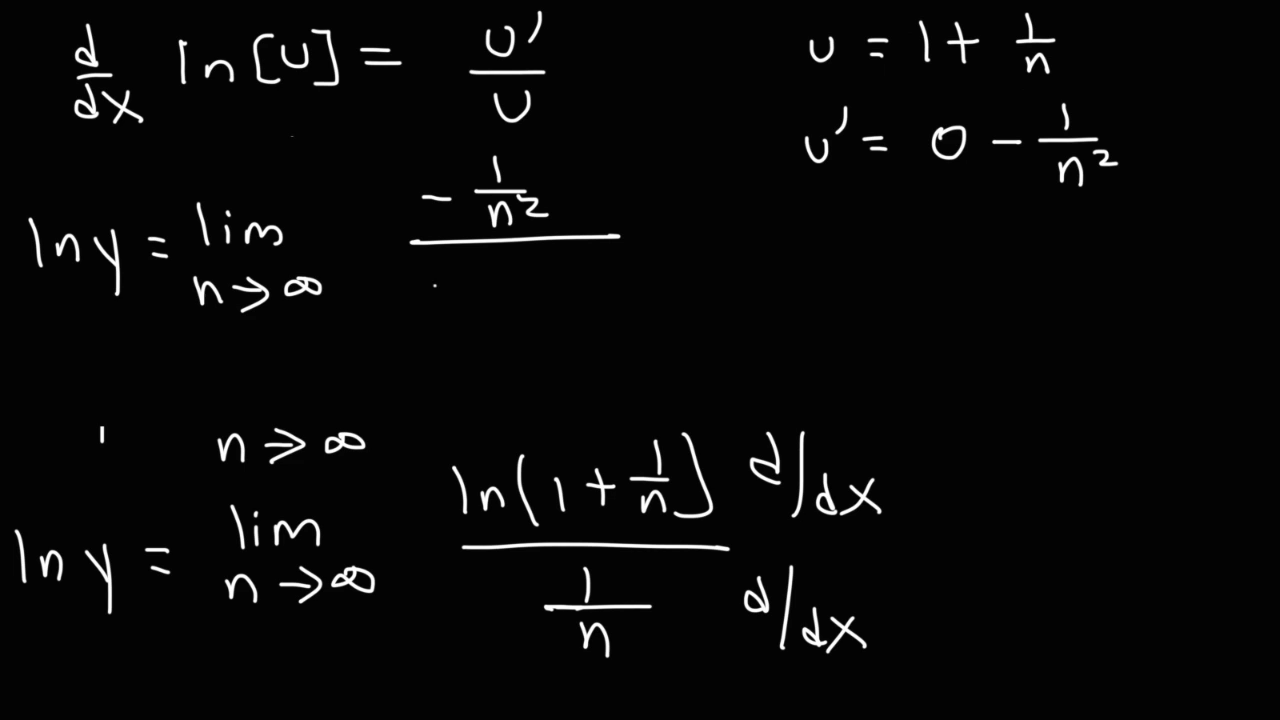 d/dx ln[u] = u'/u
u = 1 + 1/n
u' = 0 - 1/n²
ln y = lim n→∞ - 1/n²
n→∞
ln y = lim n→∞ ln(1 + 1/n] d/dx
1/n d/dx